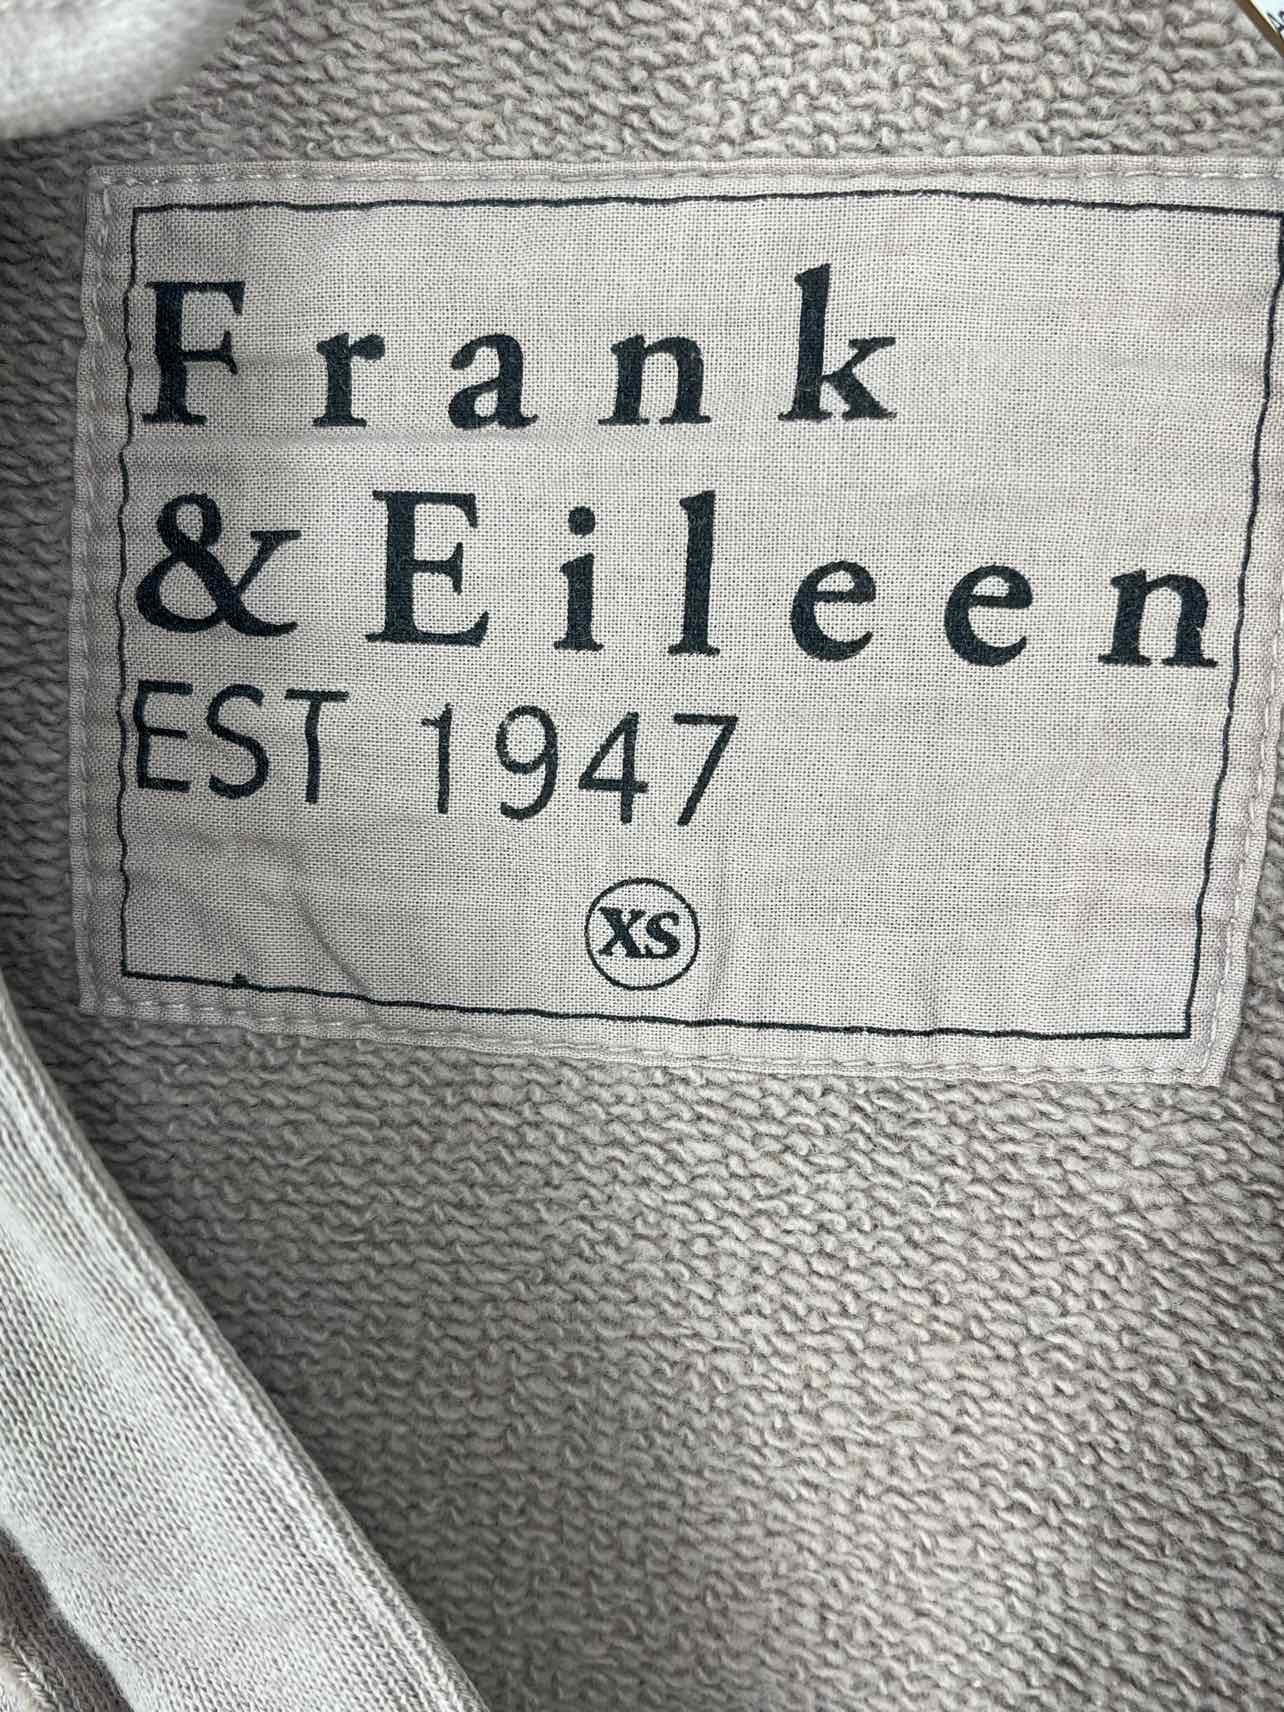 Frank
& Eileen
EST 1947
XS